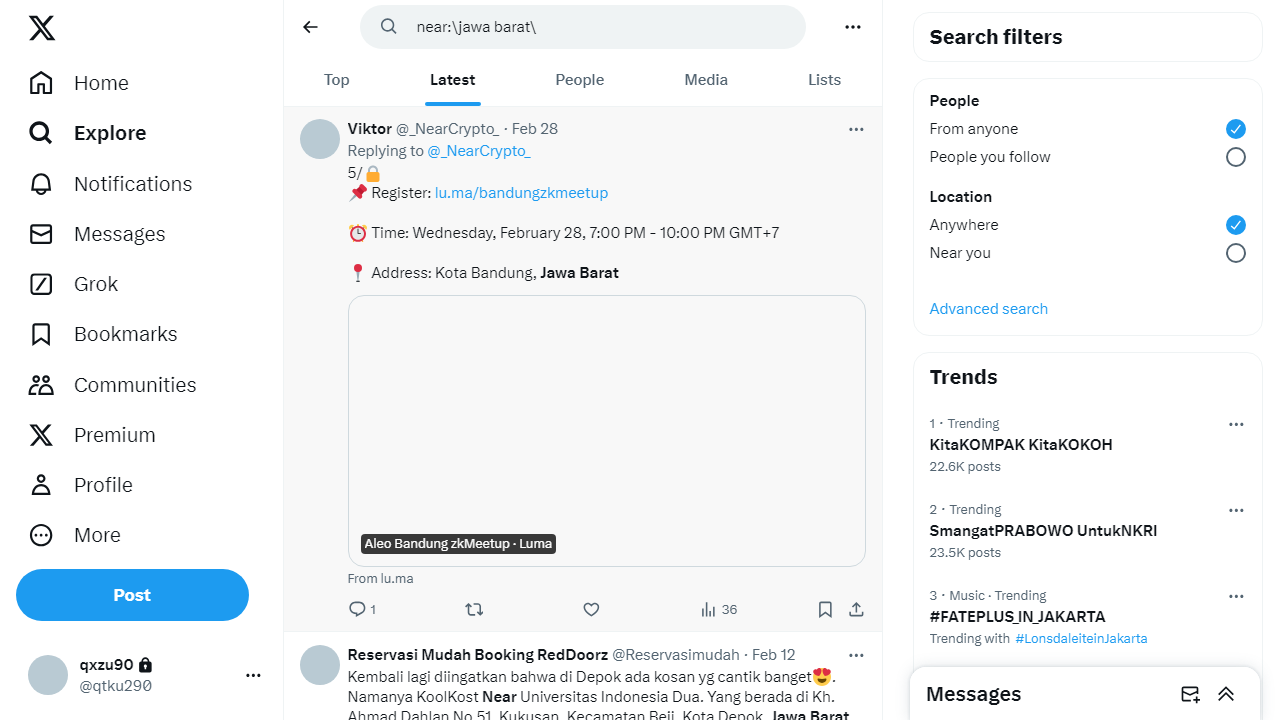 Home
Explore
Notifications
Messages
Grok
Bookmarks
Communities
Premium
Profile
More
Post
qxzu90
@qtku290
near:\jawa barat\
Top Latest People Media Lists
Viktor @_NearCrypto_ · Feb 28
Replying to @_NearCrypto_
5/
Register: lu.ma/bandungzkmeetup
Time: Wednesday, February 28, 7:00 PM - 10:00 PM GMT+7
Address: Kota Bandung, Jawa Barat
Aleo Bandung zkMeetup · Luma
From lu.ma
1 36
Reservasi Mudah Booking RedDoorz @Reservasimudah · Feb 12
Kembali lagi diingatkan bahwa di Depok ada kosan yg cantik banget.
Namanya KoolKost Near Universitas Indonesia Dua. Yang berada di Kh.
Ahmad Dahlan No.51, Kukusan, Kecamatan Beji, Kota Depok, Jawa Barat
Search filters
People
From anyone
People you follow
Location
Anywhere
Near you
Advanced search
Trends
1 · Trending
KitaKOMPAK KitaKOKOH
22.6K posts
2 · Trending
SmangatPRABOWO UntukNKRI
23.5K posts
3 · Music · Trending
#FATEPLUS_IN_JAKARTA
Trending with #LonsdaleiteinJakarta
Messages